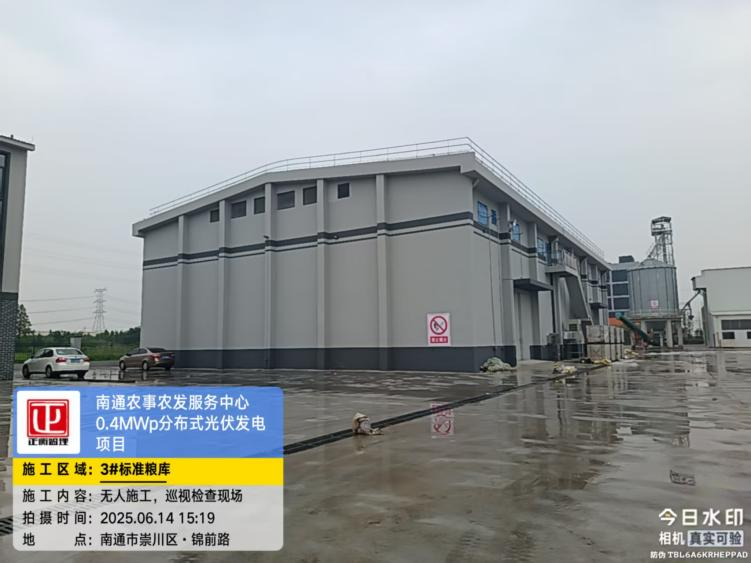 正衡管理
南通农事农发服务中心
0.4MWp分布式光伏发电
项目
施工区域：3#标准粮库
施工内容：无人施工，巡视检查现场
拍摄时间：2025.06.14 15:19
地点：南通市崇川区·锦前路
今日水印
相机 真实可验
防伪 TBL6A6KRHEPPAD